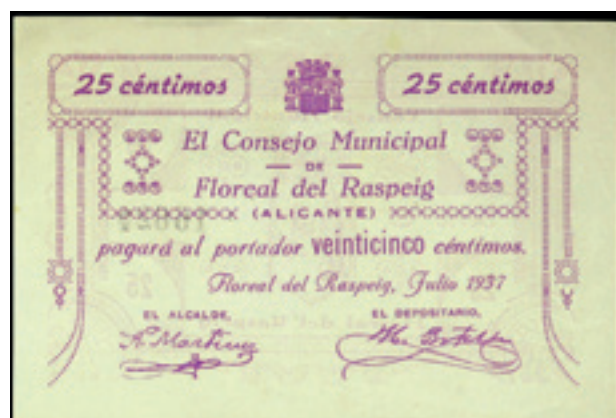 25 céntimos 25 céntimos
El Consejo Municipal
— DE —
Floreal del Raspeig
(ALICANTE)
pagará al portador veinticinco céntimos.
Floreal del Raspeig, Julio 1937
EL ALCALDE, EL DEPOSITARIO,
A. Martinez